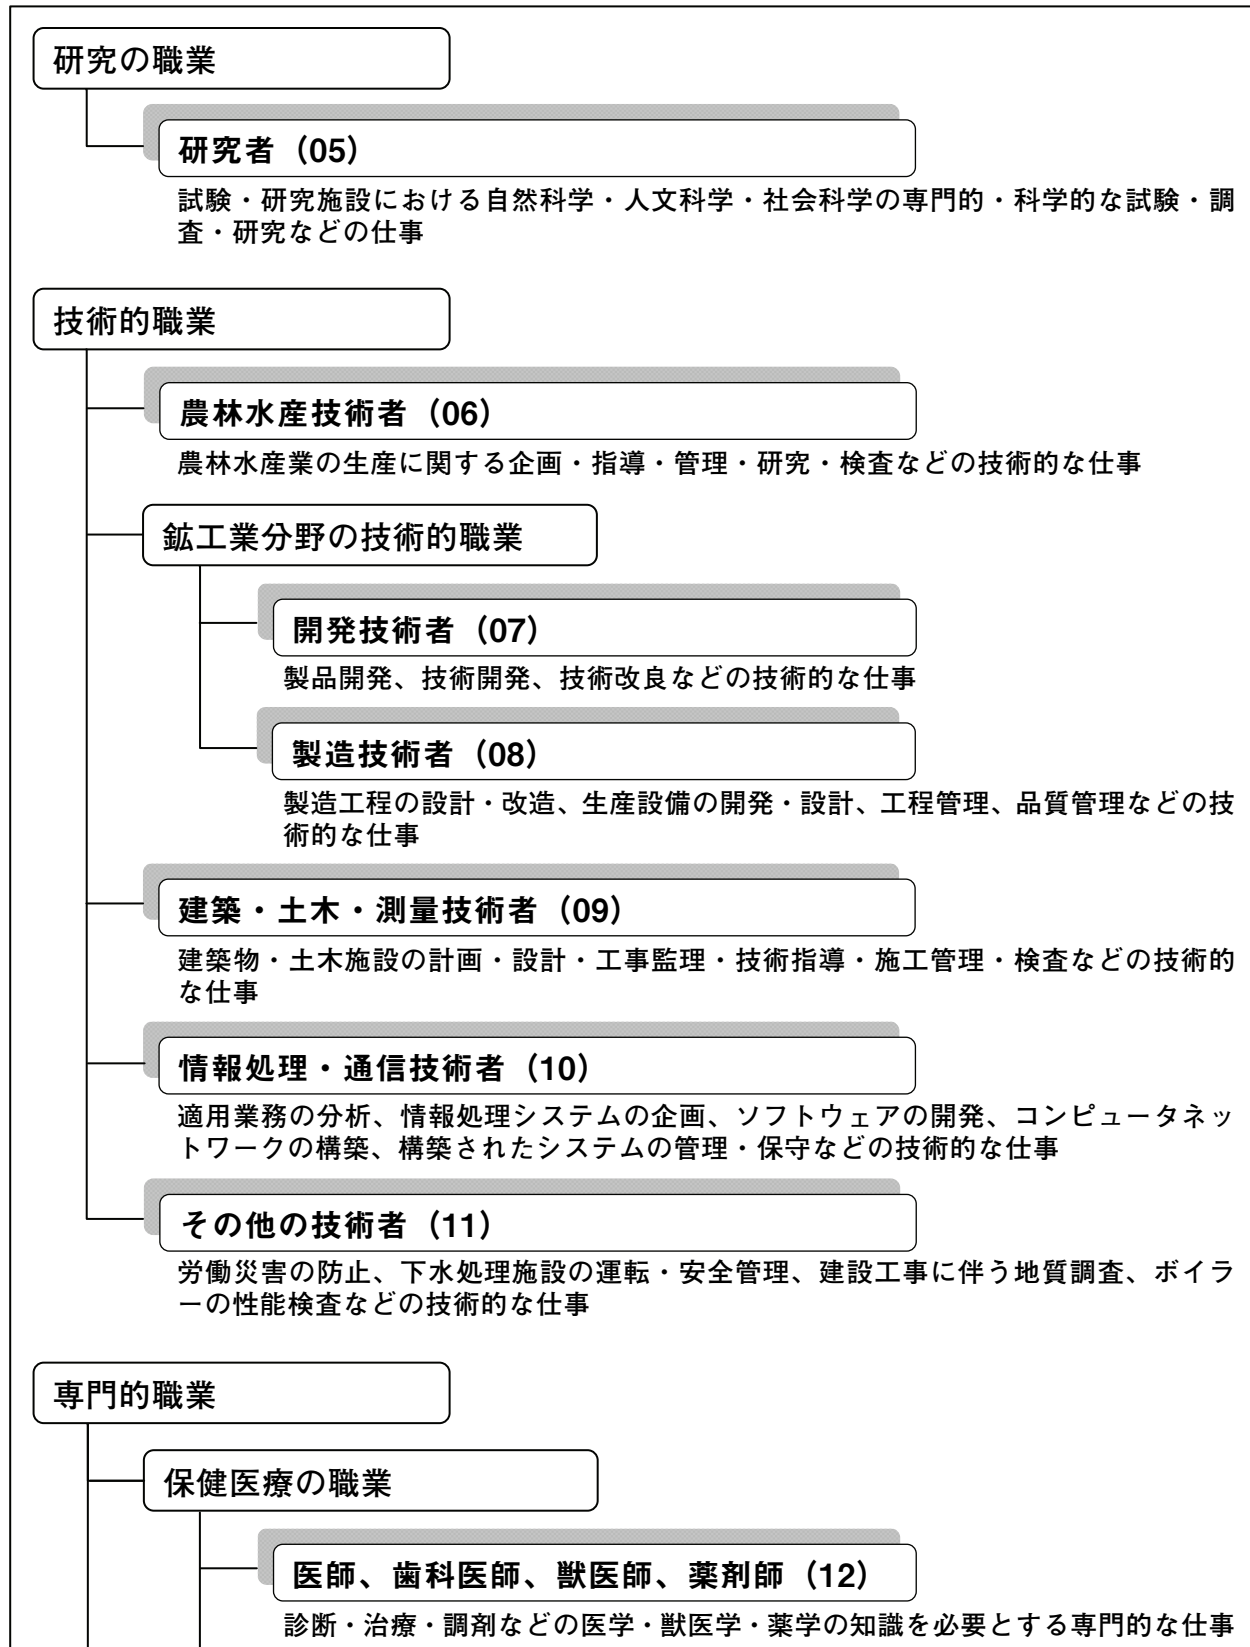 研究の職業
研究者（05）
試験・研究施設における自然科学・人文科学・社会科学の専門的・科学的な試験・調
査・研究などの仕事
技術的職業
農林水産技術者（06）
農林水産業の生産に関する企画・指導・管理・研究・検査などの技術的な仕事
鉱工業分野の技術的職業
開発技術者（07）
製品開発、技術開発、技術改良などの技術的な仕事
製造技術者（08）
製造工程の設計・改造、生産設備の開発・設計、工程管理、品質管理などの技
術的な仕事
建築・土木・測量技術者（09）
建築物・土木施設の計画・設計・工事監理・技術指導・施工管理・検査などの技術的
な仕事
情報処理・通信技術者（10）
適用業務の分析、情報処理システムの企画、ソフトウェアの開発、コンピュータネッ
トワークの構築、構築されたシステムの管理・保守などの技術的な仕事
その他の技術者（11）
労働災害の防止、下水処理施設の運転・安全管理、建設工事に伴う地質調査、ボイラ
ーの性能検査などの技術的な仕事
専門的職業
保健医療の職業
医師、歯科医師、獣医師、薬剤師（12）
診断・治療・調剤などの医学・獣医学・薬学の知識を必要とする専門的な仕事